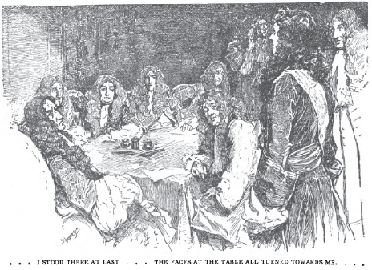 . . . I STOOD THERE AT LAST . . . . THE FACES AT THE TABLE ALL TURNED TOWARDS ME. . . . .